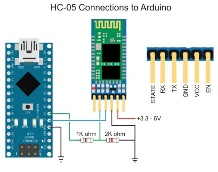 HC-05 Connections to Arduino
STATE
RX
TX
GND
VCC
EN
+3.3 - 6V
1K ohm
2K ohm